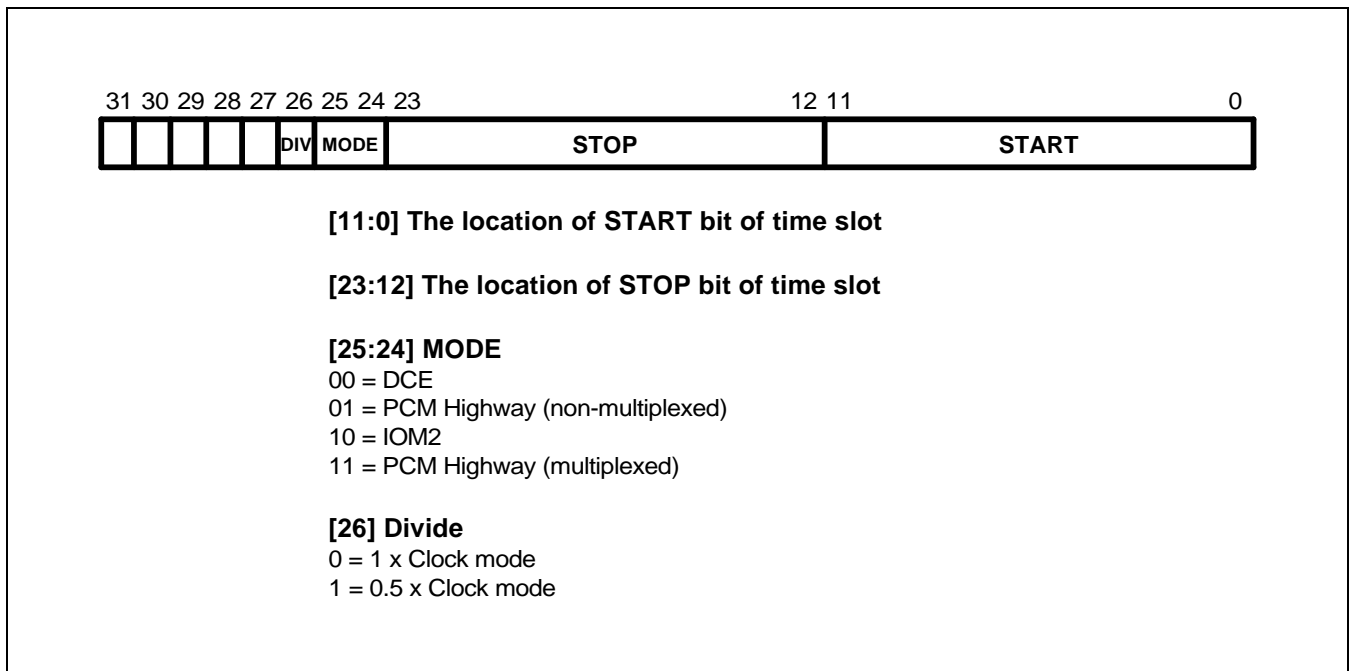 31 30 29 28 27 26 25 24 23 12 11 0
DIV MODE STOP START
[11:0] The location of START bit of time slot
[23:12] The location of STOP bit of time slot
[25:24] MODE
00 = DCE
01 = PCM Highway (non-multiplexed)
10 = IOM2
11 = PCM Highway (multiplexed)
[26] Divide
0 = 1 x Clock mode
1 = 0.5 x Clock mode